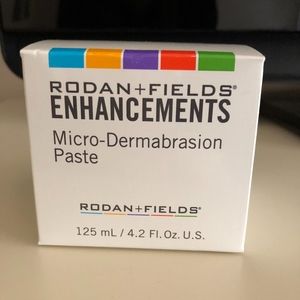 RODAN+FIELDS®
ENHANCEMENTS
Micro-Dermabrasion
Paste
RODAN+FIELDS®
125 mL / 4.2 Fl.Oz. U.S.